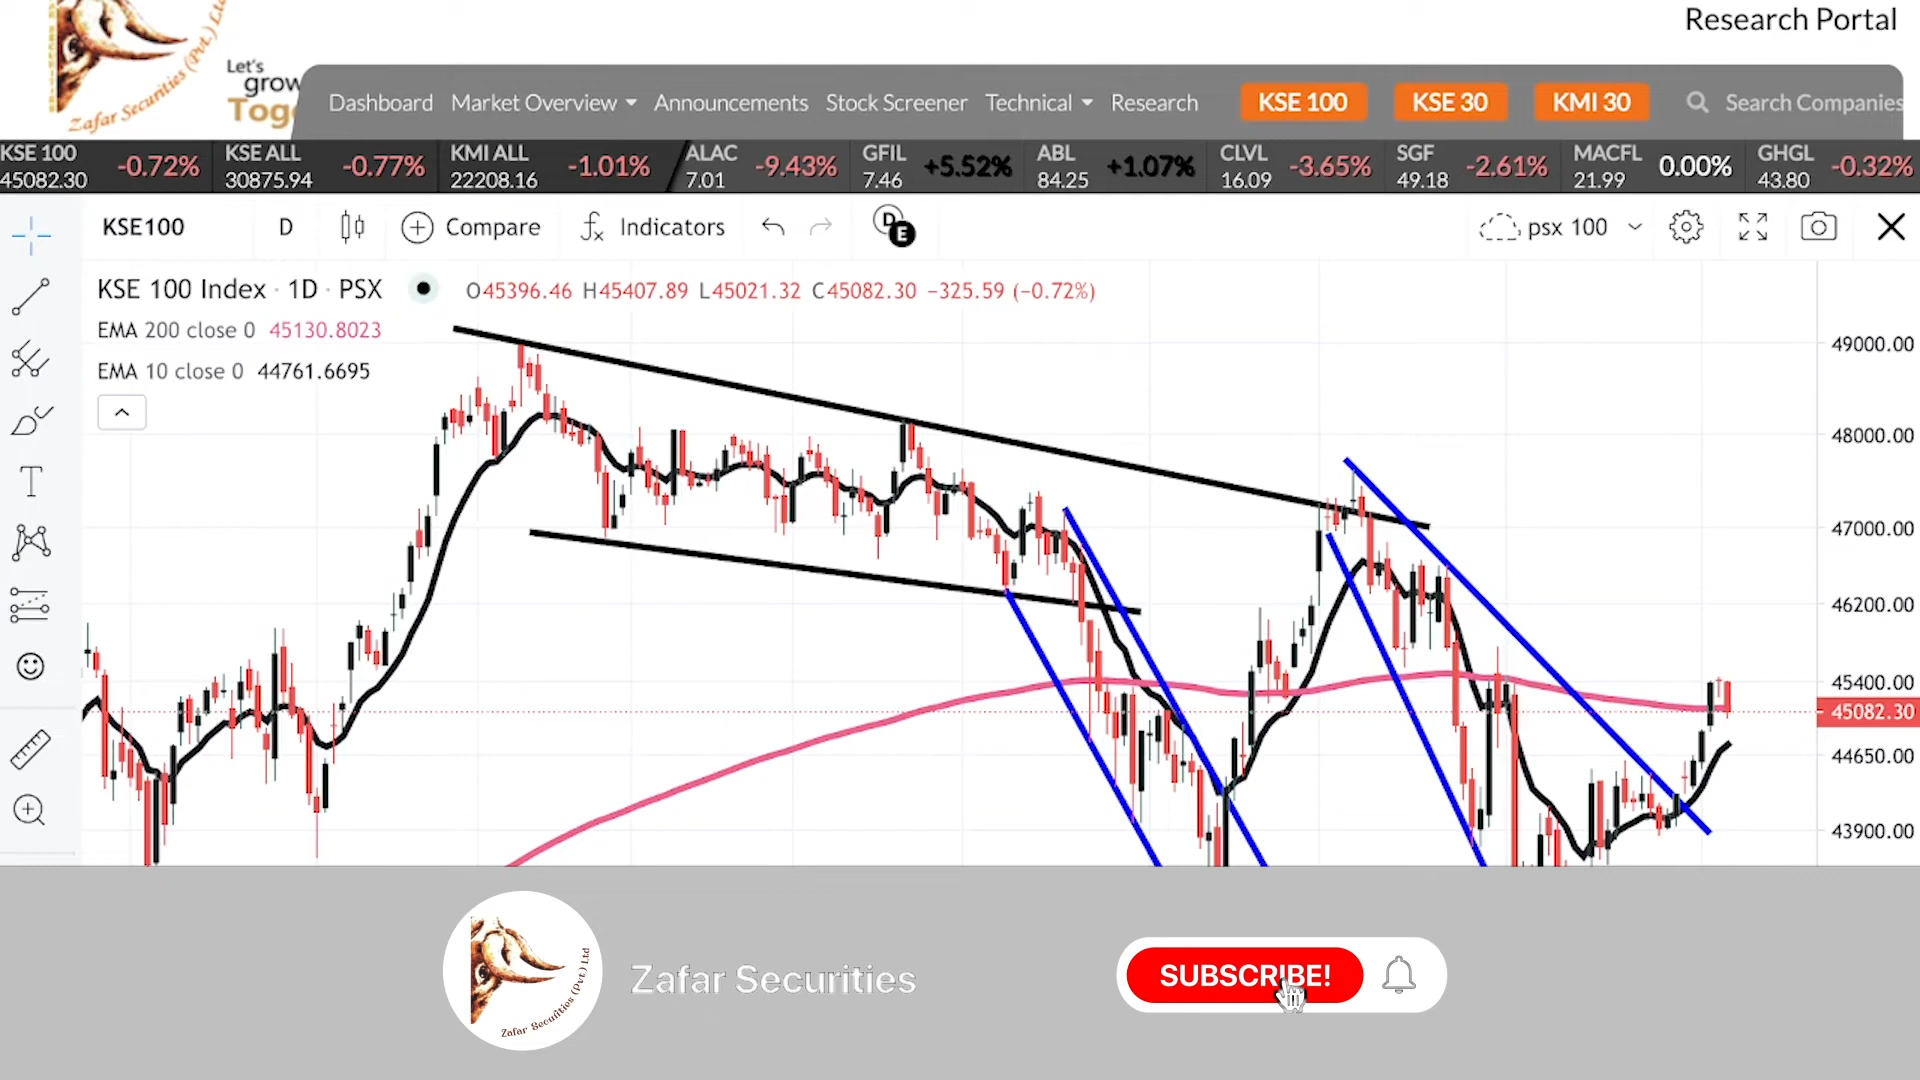 Research Portal
Zafar Securities (Pvt.) Ltd
Let's
grow
Tog
Dashboard Market Overview Announcements Stock Screener Technical Research KSE 100 KSE 30 KMI 30 Search Companies
KSE 100 45082.30 -0.72% KSE ALL 30875.94 -0.77% KMI ALL 22208.16 -1.01% ALAC 7.01 -9.43% GFIL 7.46 +5.52% ABL 84.25 +1.07% CLVL 16.09 -3.65% SGF 49.18 -2.61% MACFL 21.99 0.00% GHGL 43.80 -0.32%
KSE100 D Compare Indicators D E psx 100
KSE 100 Index · 1D · PSX O45396.46 H45407.89 L45021.32 C45082.30 −325.59 (−0.72%)
EMA 200 close 0 45130.8023
EMA 10 close 0 44761.6695
49000.00
48000.00
47000.00
46200.00
45400.00
45082.30
44650.00
43900.00
Zafar Securities (Pvt.) Ltd
Zafar Securities
SUBSCRIBE!